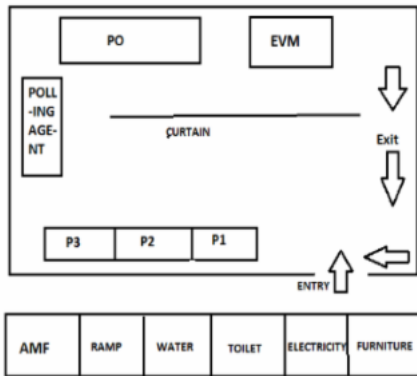 PO
EVM
POLL
-ING
AGE-
NT
CURTAIN
Exit
P3 P2 P1
ENTRY
AMF RAMP WATER TOILET ELECTRICITY FURNITURE